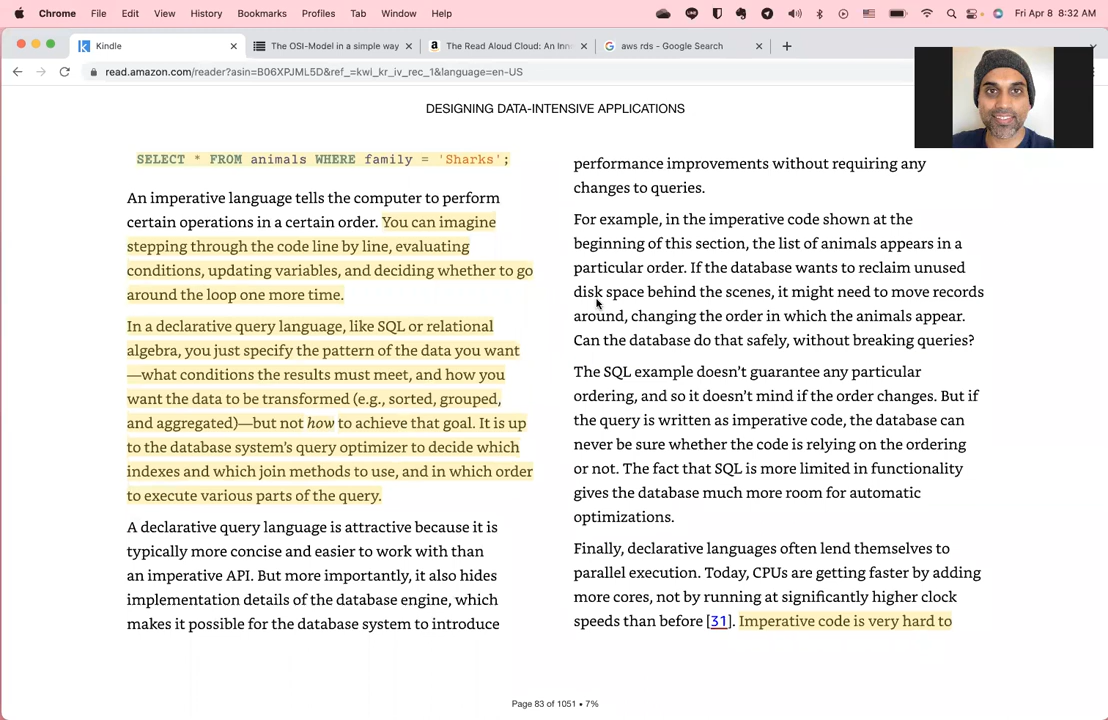 Chrome File Edit View History Bookmarks Profiles Tab Window Help Fri Apr 8 8:32 AM
Kindle The OSI-Model in a simple way The Read Aloud Cloud: An Inn aws rds - Google Search
read.amazon.com/reader?asin=B06XPJML5D&ref_=kwl_kr_iv_rec_1&language=en-US
DESIGNING DATA-INTENSIVE APPLICATIONS
SELECT * FROM animals WHERE family = 'Sharks';
An imperative language tells the computer to perform
certain operations in a certain order. You can imagine
stepping through the code line by line, evaluating
conditions, updating variables, and deciding whether to go
around the loop one more time.
In a declarative query language, like SQL or relational
algebra, you just specify the pattern of the data you want
—what conditions the results must meet, and how you
want the data to be transformed (e.g., sorted, grouped,
and aggregated)—but not how to achieve that goal. It is up
to the database system’s query optimizer to decide which
indexes and which join methods to use, and in which order
to execute various parts of the query.
A declarative query language is attractive because it is
typically more concise and easier to work with than
an imperative API. But more importantly, it also hides
implementation details of the database engine, which
makes it possible for the database system to introduce
performance improvements without requiring any
changes to queries.
For example, in the imperative code shown at the
beginning of this section, the list of animals appears in a
particular order. If the database wants to reclaim unused
disk space behind the scenes, it might need to move records
around, changing the order in which the animals appear.
Can the database do that safely, without breaking queries?
The SQL example doesn’t guarantee any particular
ordering, and so it doesn’t mind if the order changes. But if
the query is written as imperative code, the database can
never be sure whether the code is relying on the ordering
or not. The fact that SQL is more limited in functionality
gives the database much more room for automatic
optimizations.
Finally, declarative languages often lend themselves to
parallel execution. Today, CPUs are getting faster by adding
more cores, not by running at significantly higher clock
speeds than before [31]. Imperative code is very hard to
Page 83 of 1051 • 7%